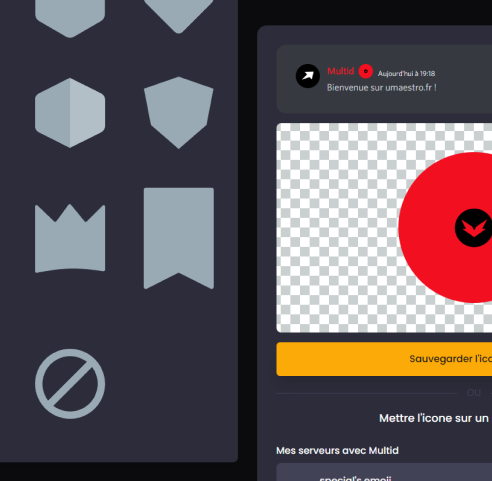 Multid Aujourd'hui à 19:18
Bienvenue sur umaestro.fr !
Sauvegarder l'ico
OU
Mettre l'icone sur un
Mes serveurs avec Multid
special's emoji